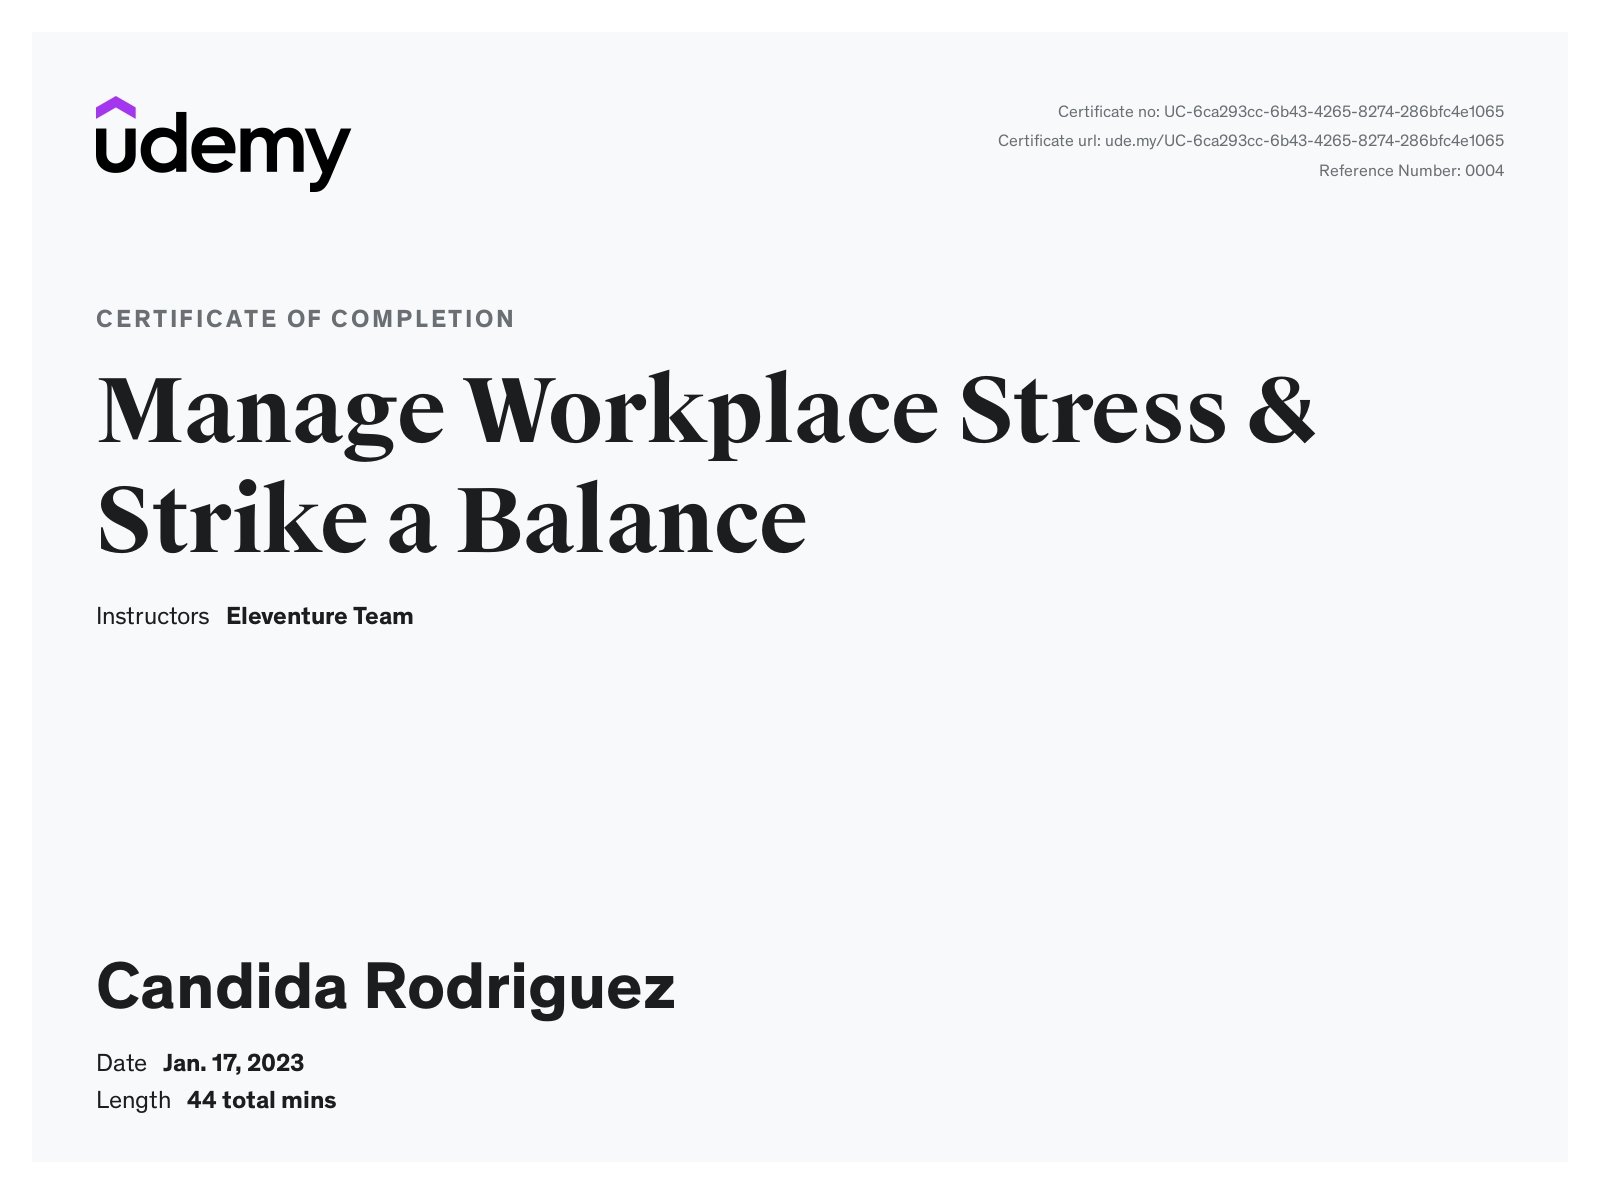 udemy
Certificate no: UC-6ca293cc-6b43-4265-8274-286bfc4e1065
Certificate url: ude.my/UC-6ca293cc-6b43-4265-8274-286bfc4e1065
Reference Number: 0004
CERTIFICATE OF COMPLETION
Manage Workplace Stress &
Strike a Balance
Instructors Eleventure Team
Candida Rodriguez
Date Jan. 17, 2023
Length 44 total mins